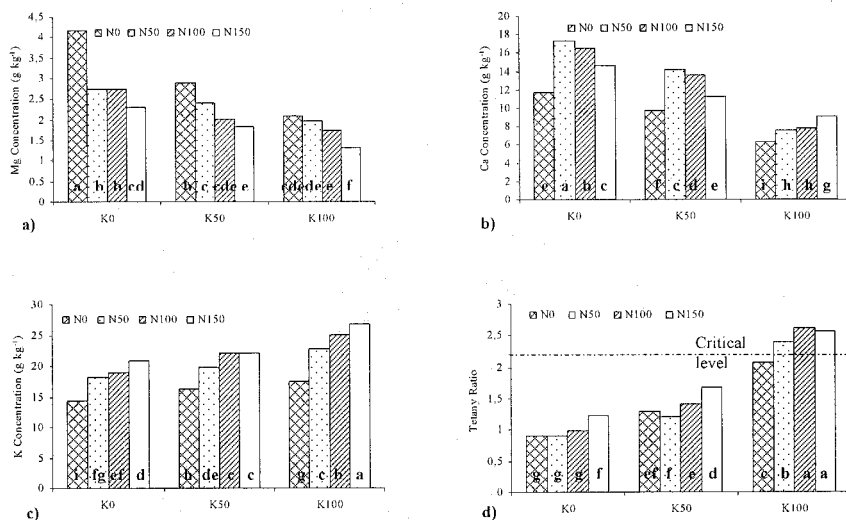 4,5
4
3,5
3
2,5
2
1,5
1
0,5
0
Mg Concentration (g kg-1)
N0 N50 N100 N150
a b b cd b c cde e cde de e f
K0 K50 K100
a)
20
18
16
14
12
10
8
6
4
2
0
Ca Concentration (g kg-1)
N0 N50 N100 N150
e a b c f c d e i h h g
K0 K50 K100
b)
30
25
20
15
10
5
0
K Concentration (g kg-1)
N0 N50 N100 N150
i fg ef d h de c c g c b a
K0 K50 K100
c)
3
2,5
2
1,5
1
0,5
0
Tetany Ratio
N0 N50 N100 N150
Critical
level
g g g f ef f e d c b a a
K0 K50 K100
d)